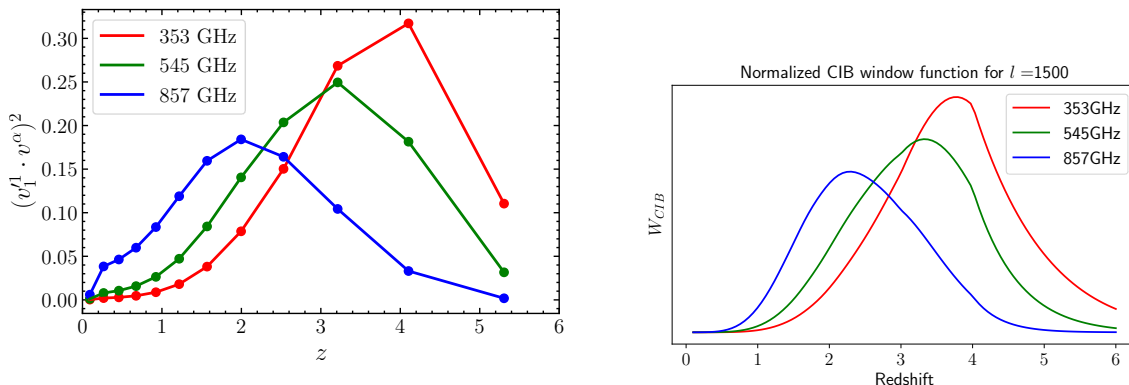 353 GHz
545 GHz
857 GHz
(v₁′¹ · v^α)²
0.30
0.25
0.20
0.15
0.10
0.05
0.00
0 1 2 3 4 5 6
z
Normalized CIB window function for l =1500
353GHz
545GHz
857GHz
W_CIB
0 1 2 3 4 5 6
Redshift